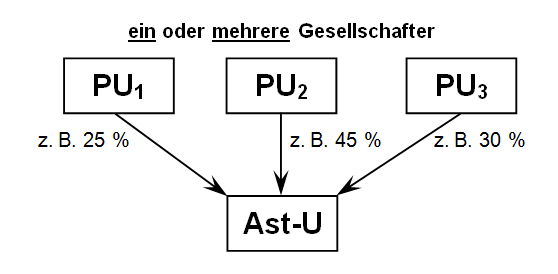 ein oder mehrere Gesellschafter
PU1 PU2 PU3
z. B. 25 % z. B. 45 % z. B. 30 %
Ast-U